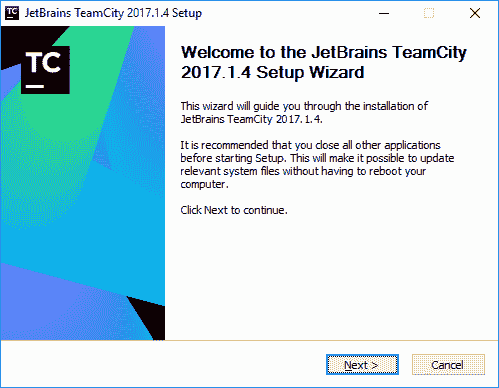 JetBrains TeamCity 2017.1.4 Setup
TC
Welcome to the JetBrains TeamCity
2017.1.4 Setup Wizard
This wizard will guide you through the installation of
JetBrains TeamCity 2017.1.4.
It is recommended that you close all other applications
before starting Setup. This will make it possible to update
relevant system files without having to reboot your
computer.
Click Next to continue.
Next >
Cancel